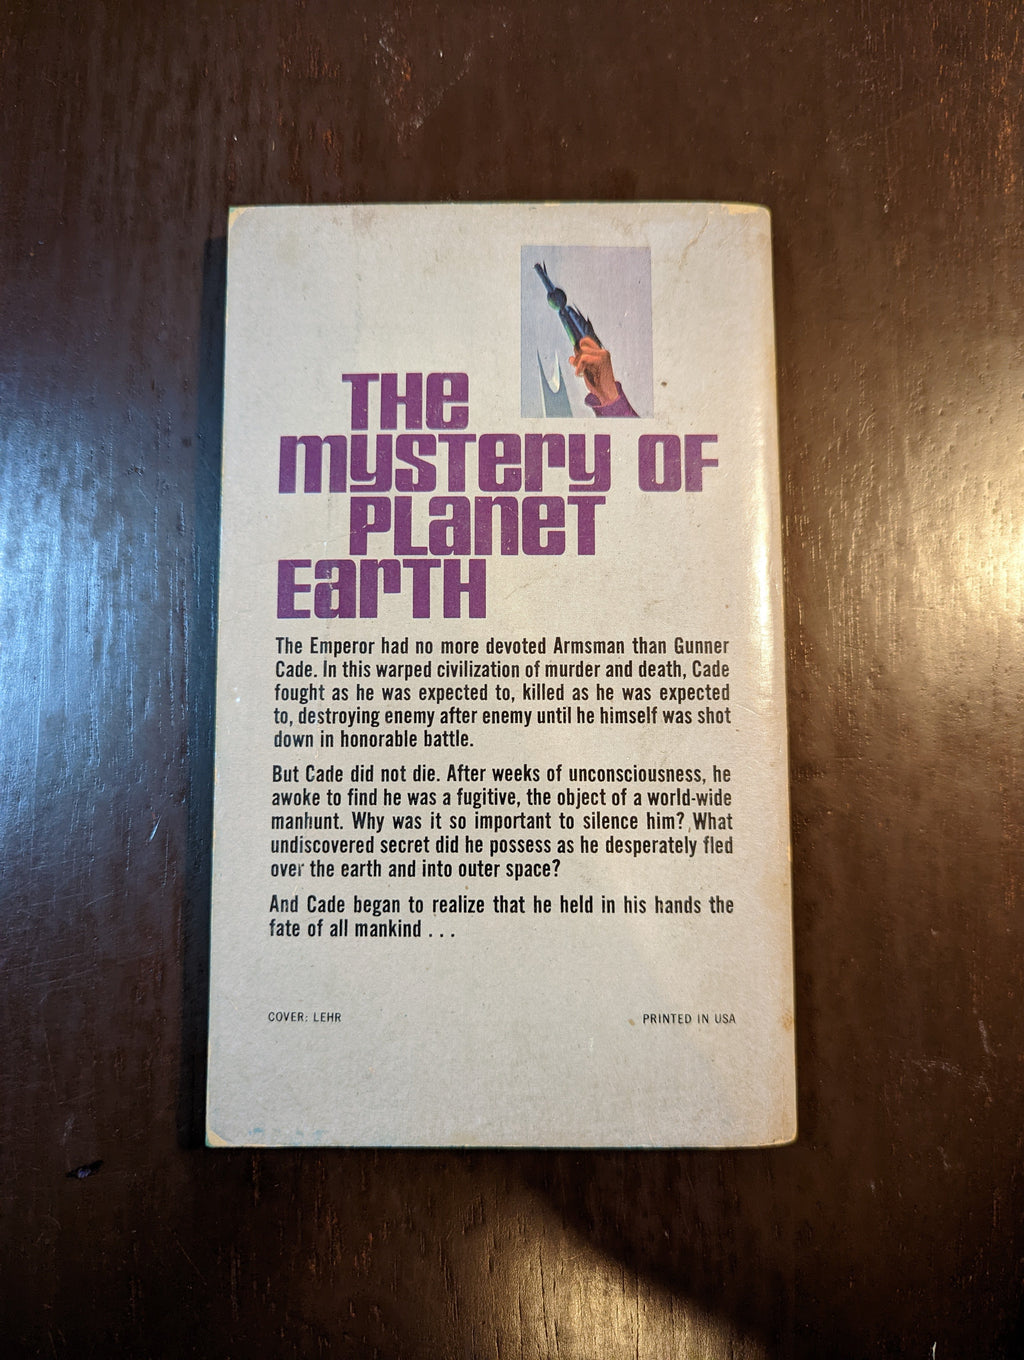 THE
mYSTERY OF
PLANET
EARTH
The Emperor had no more devoted Armsman than Gunner
Cade. In this warped civilization of murder and death, Cade
fought as he was expected to, killed as he was expected
to, destroying enemy after enemy until he himself was shot
down in honorable battle.
But Cade did not die. After weeks of unconsciousness, he
awoke to find he was a fugitive, the object of a world-wide
manhunt. Why was it so important to silence him? What
undiscovered secret did he possess as he desperately fled
over the earth and into outer space?
And Cade began to realize that he held in his hands the
fate of all mankind . . .
COVER: LEHR
PRINTED IN USA